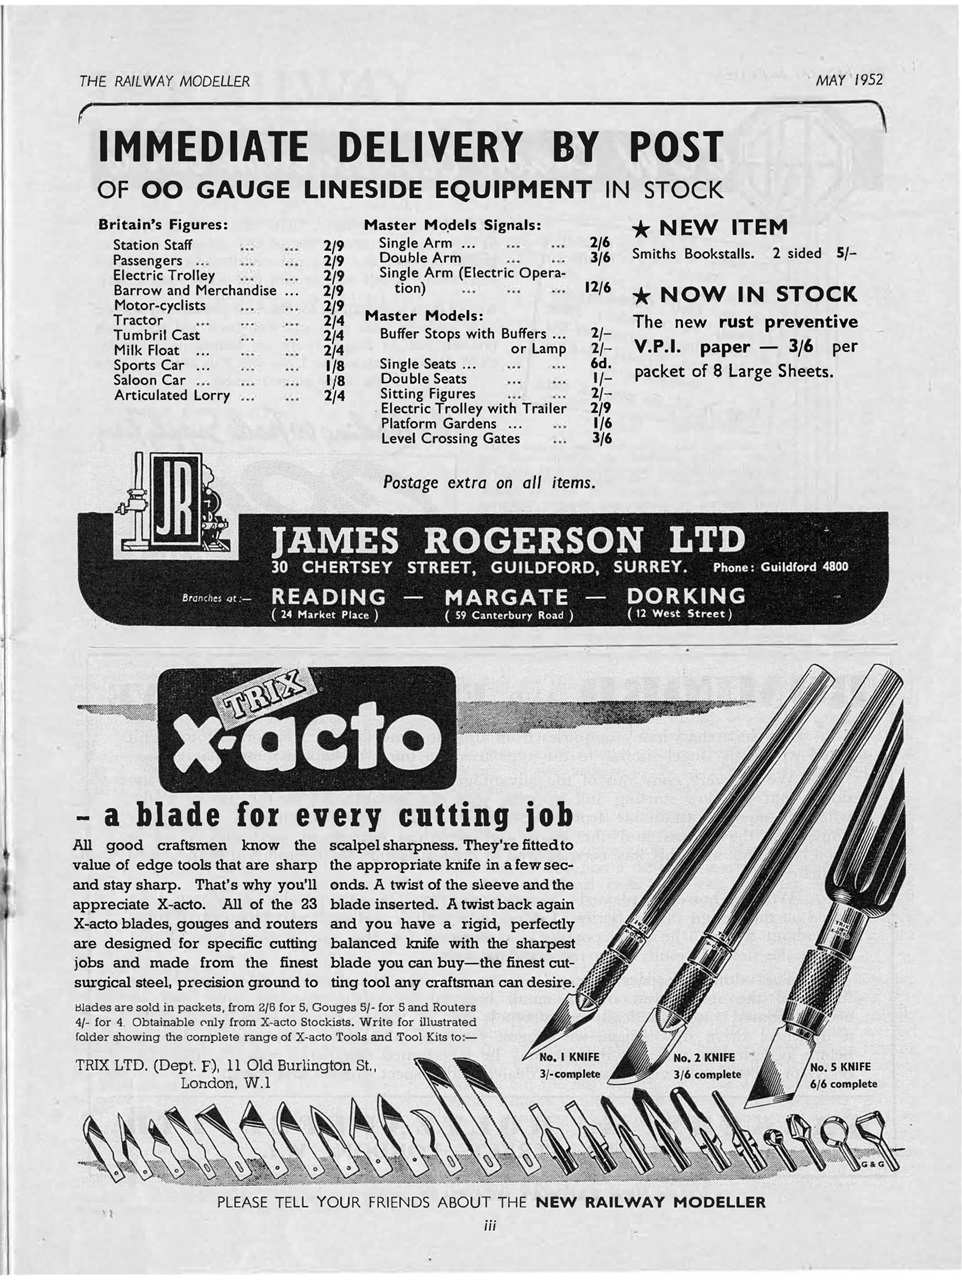 THE RAILWAY MODELLER
MAY 1952
IMMEDIATE DELIVERY BY POST
OF OO GAUGE LINESIDE EQUIPMENT IN STOCK
Britain's Figures:
Station Staff ... ... 2/9
Passengers ... ... ... 2/9
Electric Trolley ... ... 2/9
Barrow and Merchandise ... 2/9
Motor-cyclists ... ... 2/9
Tractor ... ... ... 2/4
Tumbril Cast ... ... 2/4
Milk Float ... ... ... 2/4
Sports Car ... ... ... 1/8
Saloon Car ... ... ... 1/8
Articulated Lorry ... ... 2/4
Master Models Signals:
Single Arm ... ... ... 2/6
Double Arm ... ... 3/6
Single Arm (Electric Opera-
tion) ... ... ... 12/6
Master Models:
Buffer Stops with Buffers ... 2/-
or Lamp 2/-
Single Seats ... ... ... 6d.
Double Seats ... ... 1/-
Sitting Figures ... ... 2/-
Electric Trolley with Trailer 2/9
Platform Gardens ... ... 1/6
Level Crossing Gates ... 3/6
★ NEW ITEM
Smiths Bookstalls. 2 sided 5/-
★ NOW IN STOCK
The new rust preventive
V.P.I. paper — 3/6 per
packet of 8 Large Sheets.
Postage extra on all items.
JR
JAMES ROGERSON LTD
30 CHERTSEY STREET, GUILDFORD, SURREY. Phone: Guildford 4800
Branches at:— READING — MARGATE — DORKING
(24 Market Place) (59 Canterbury Road) (12 West Street)
TRIX
x-acto
- a blade for every cutting job
All good craftsmen know the
value of edge tools that are sharp
and stay sharp. That's why you'll
appreciate X-acto. All of the 23
X-acto blades, gouges and routers
are designed for specific cutting
jobs and made from the finest
surgical steel, precision ground to
scalpel sharpness. They're fitted to
the appropriate knife in a few sec-
onds. A twist of the sleeve and the
blade inserted. A twist back again
and you have a rigid, perfectly
balanced knife with the sharpest
blade you can buy—the finest cut-
ting tool any craftsman can desire.
Blades are sold in packets, from 2/6 for 5, Gouges 5/- for 5 and Routers
4/- for 4. Obtainable only from X-acto Stockists. Write for illustrated
folder showing the complete range of X-acto Tools and Tool Kits to:—
TRIX LTD. (Dept. F), 11 Old Burlington St.,
London, W.1
No. 1 KNIFE
3/-complete
No. 2 KNIFE
3/6 complete
No. 5 KNIFE
6/6 complete
G & G
PLEASE TELL YOUR FRIENDS ABOUT THE NEW RAILWAY MODELLER
iii